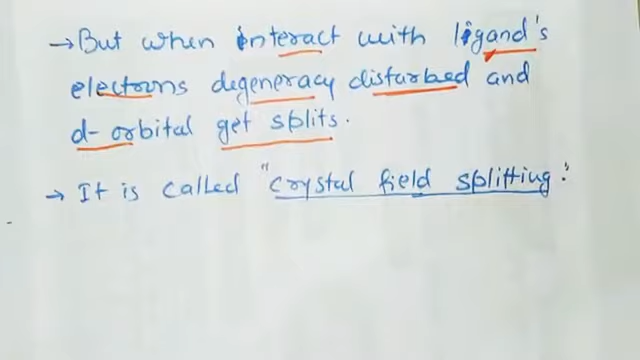 → But when interact with ligand's
electrons degeneracy disturbed and
d-orbital get splits.
→ It is called "crystal field splitting."